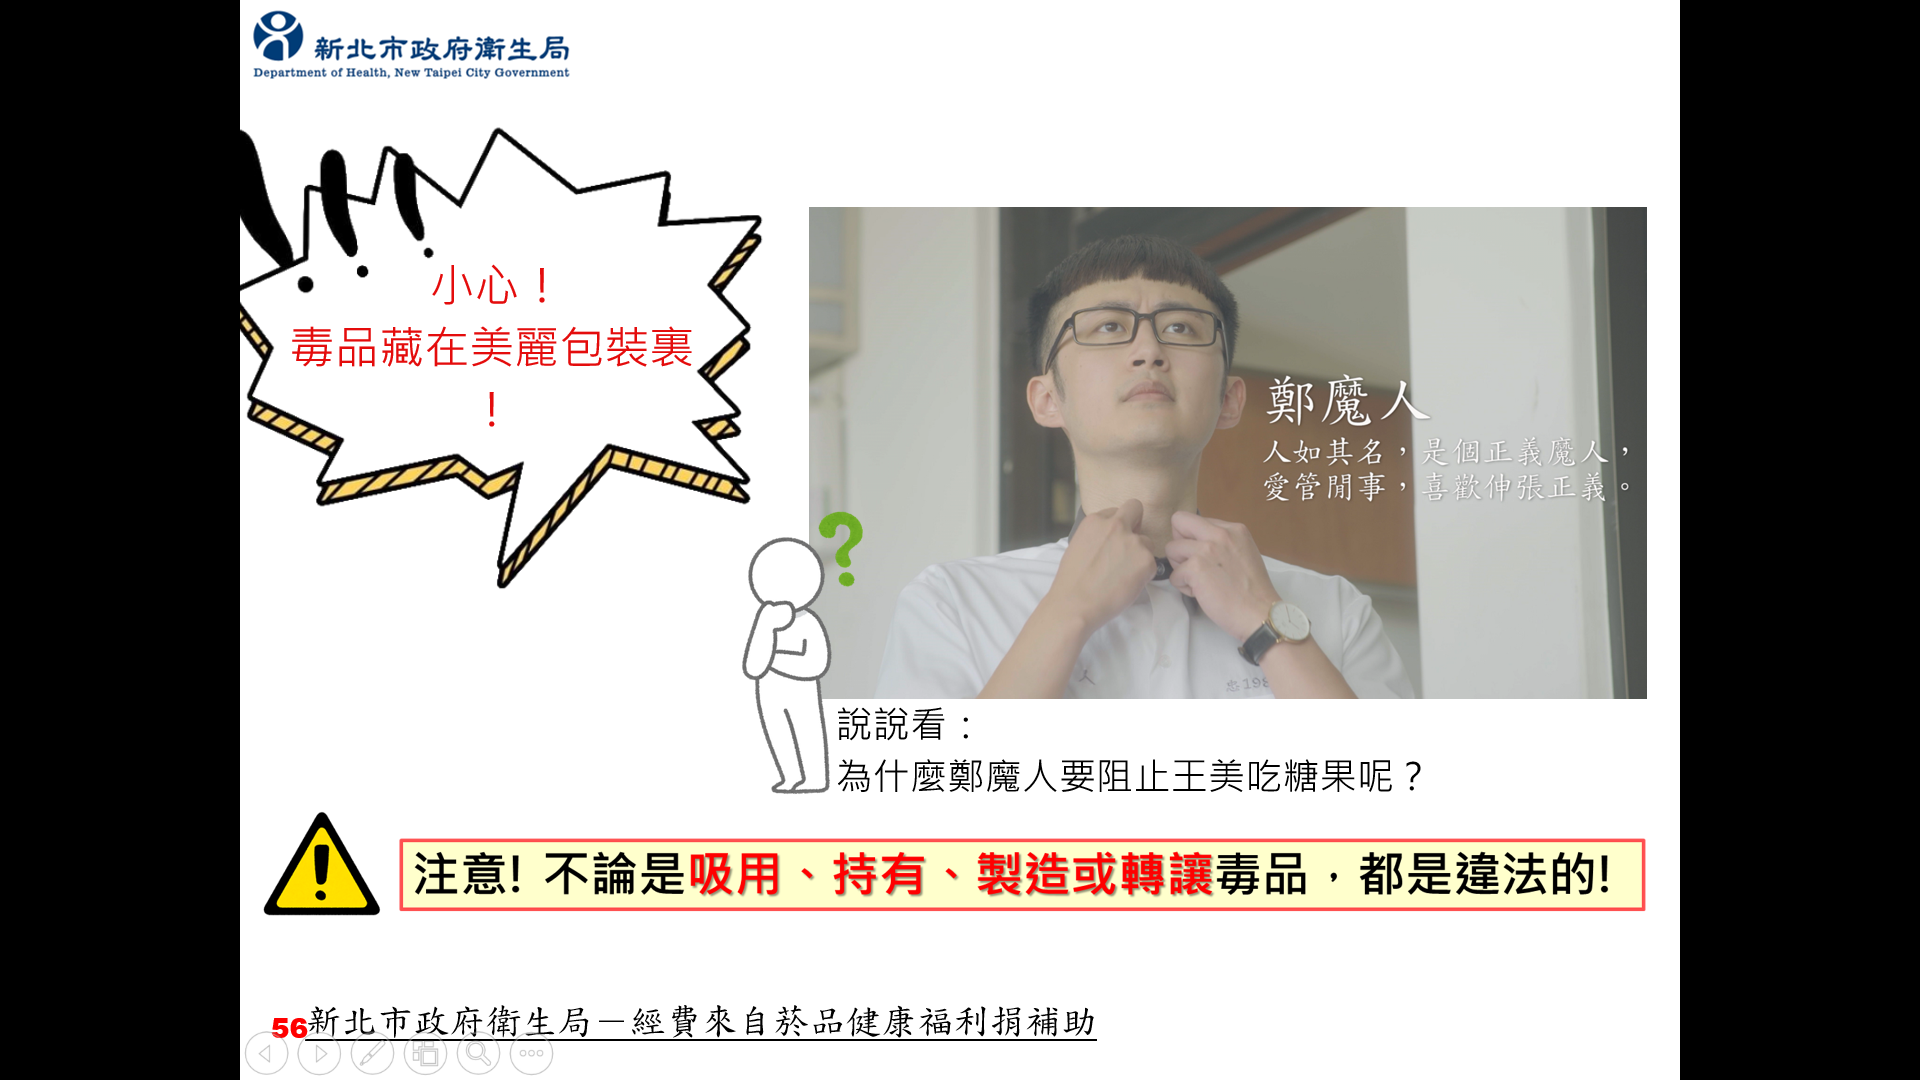 新北市政府衛生局
Department of Health, New Taipei City Government
小心！
毒品藏在美麗包裝裏
！
鄭魔人
人如其名，是個正義魔人，
愛管閒事，喜歡伸張正義。
說說看：
為什麼鄭魔人要阻止王美吃糖果呢？
注意! 不論是吸用、持有、製造或轉讓毒品，都是違法的!
56新北市政府衛生局－經費來自菸品健康福利捐補助